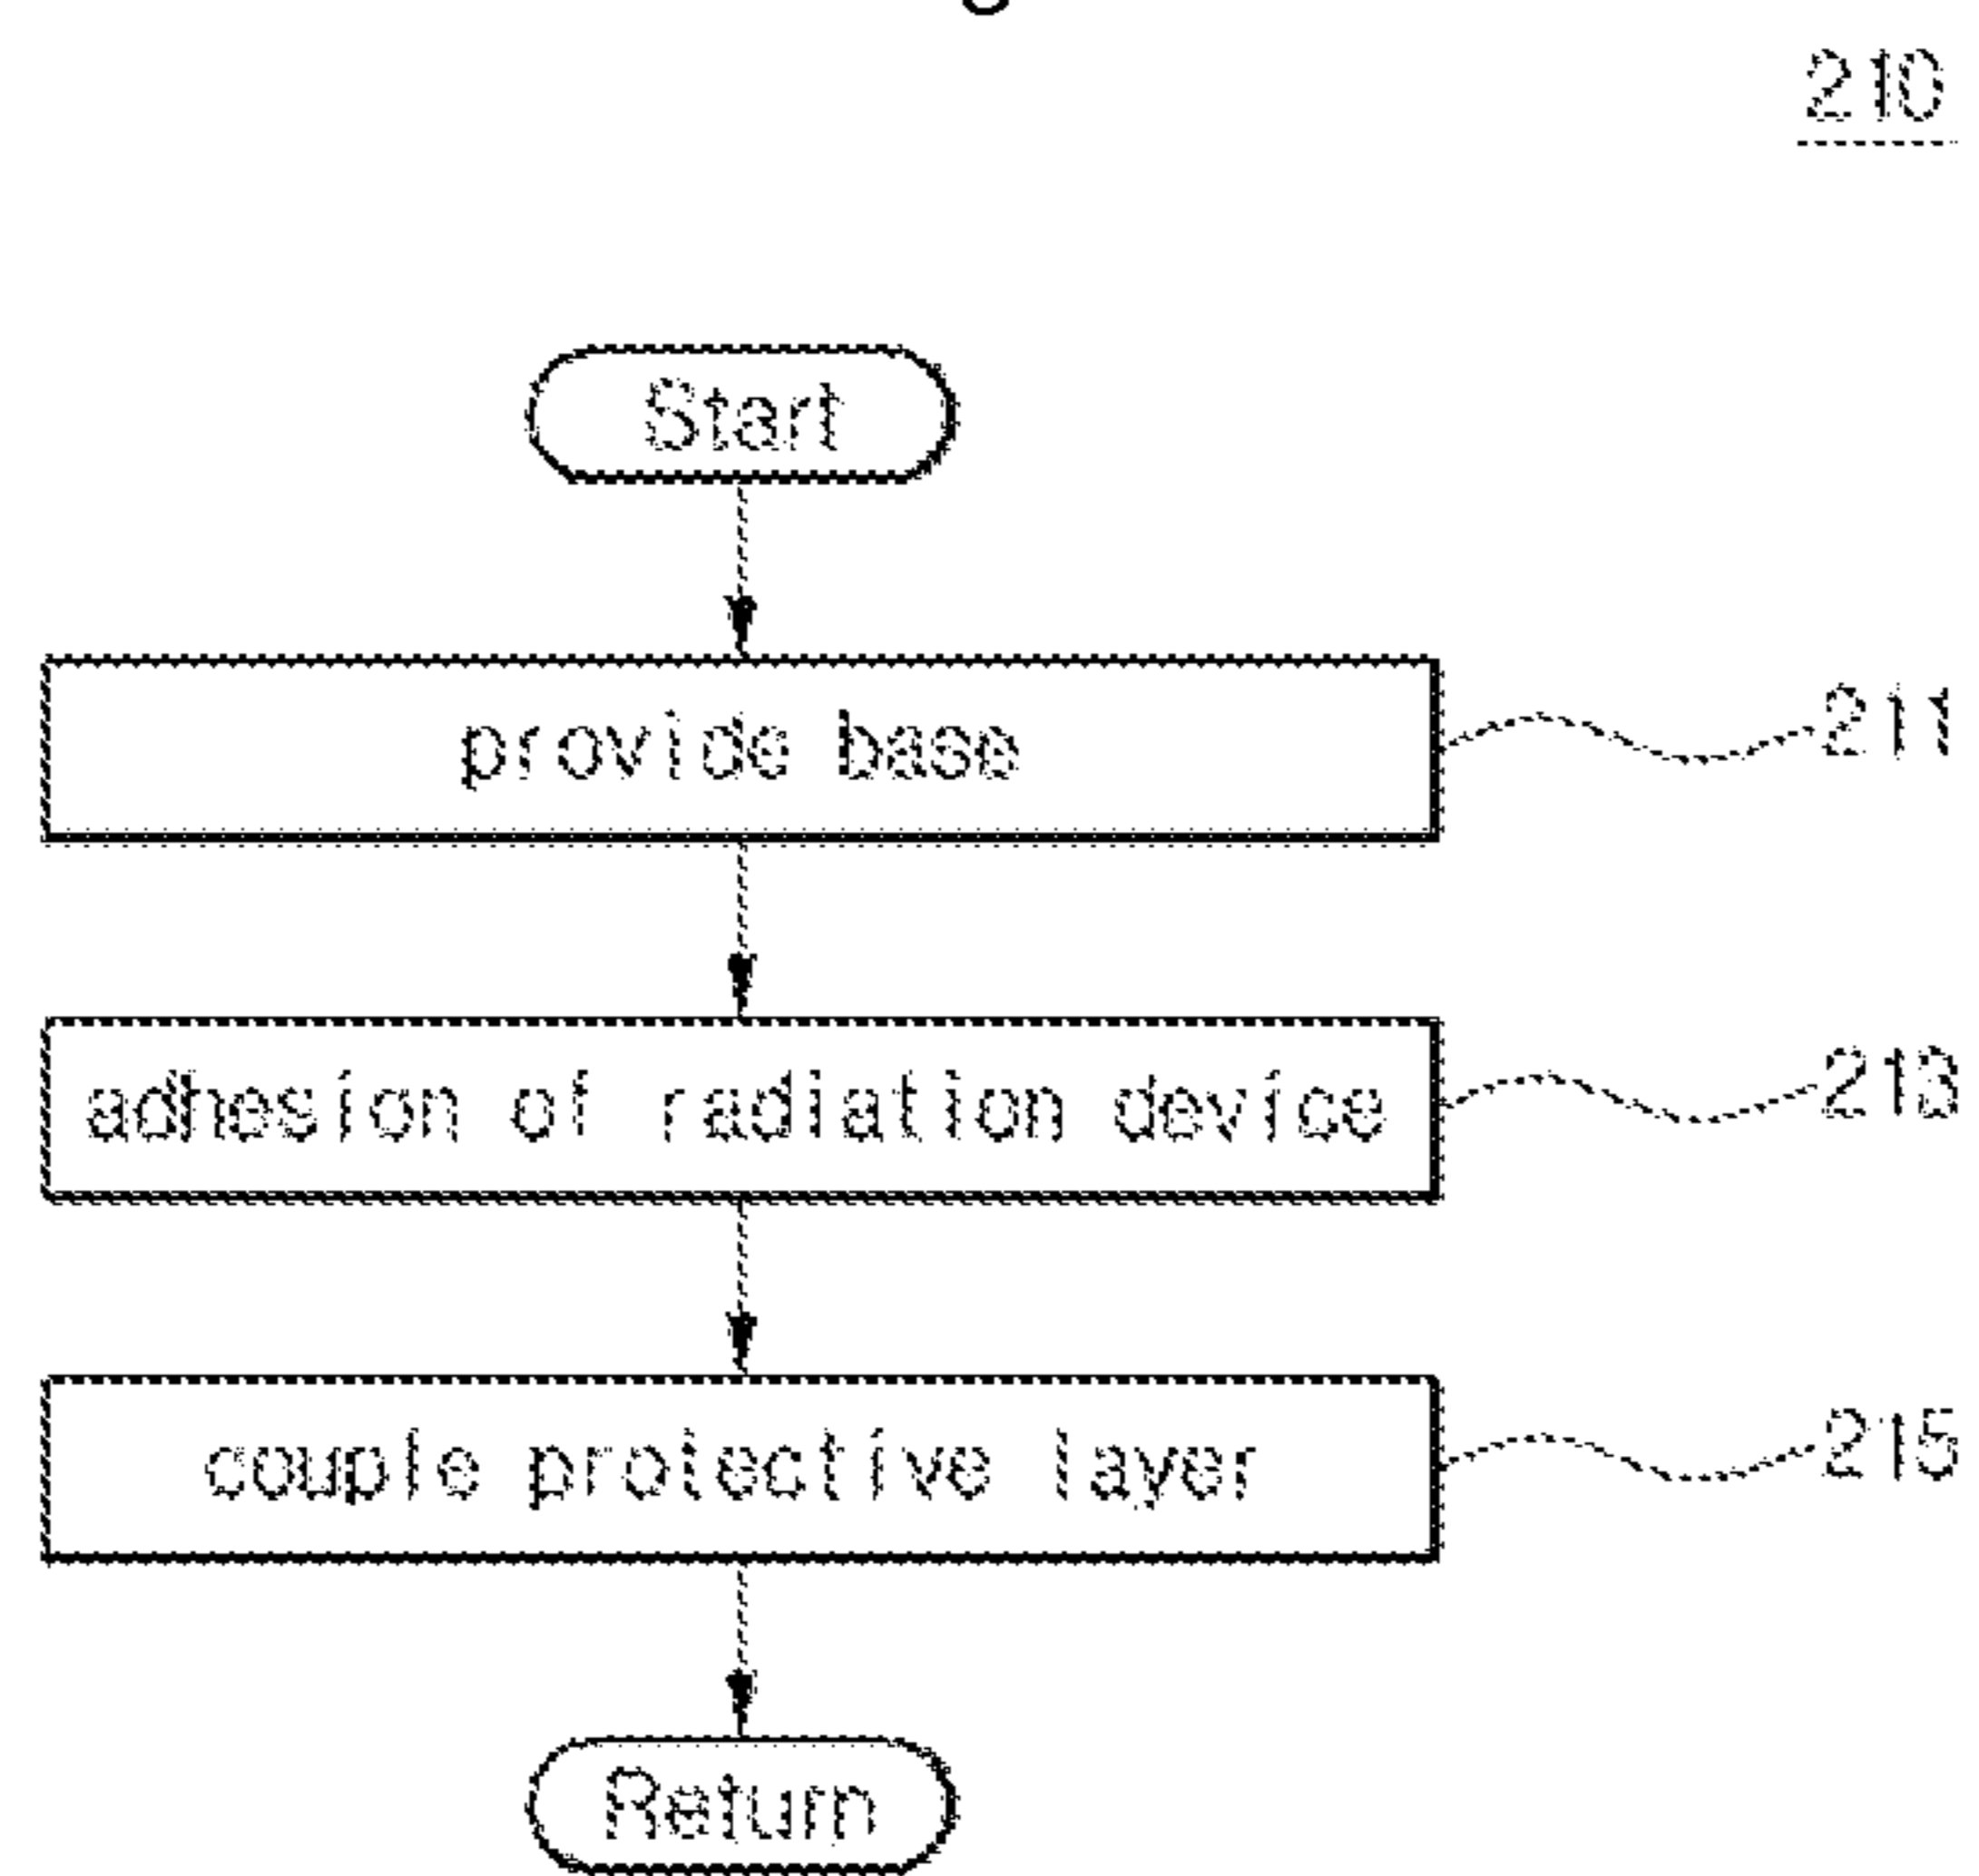 210
Start
provide base
211
adhesion of radiation device
213
couple protective layer
215
Return